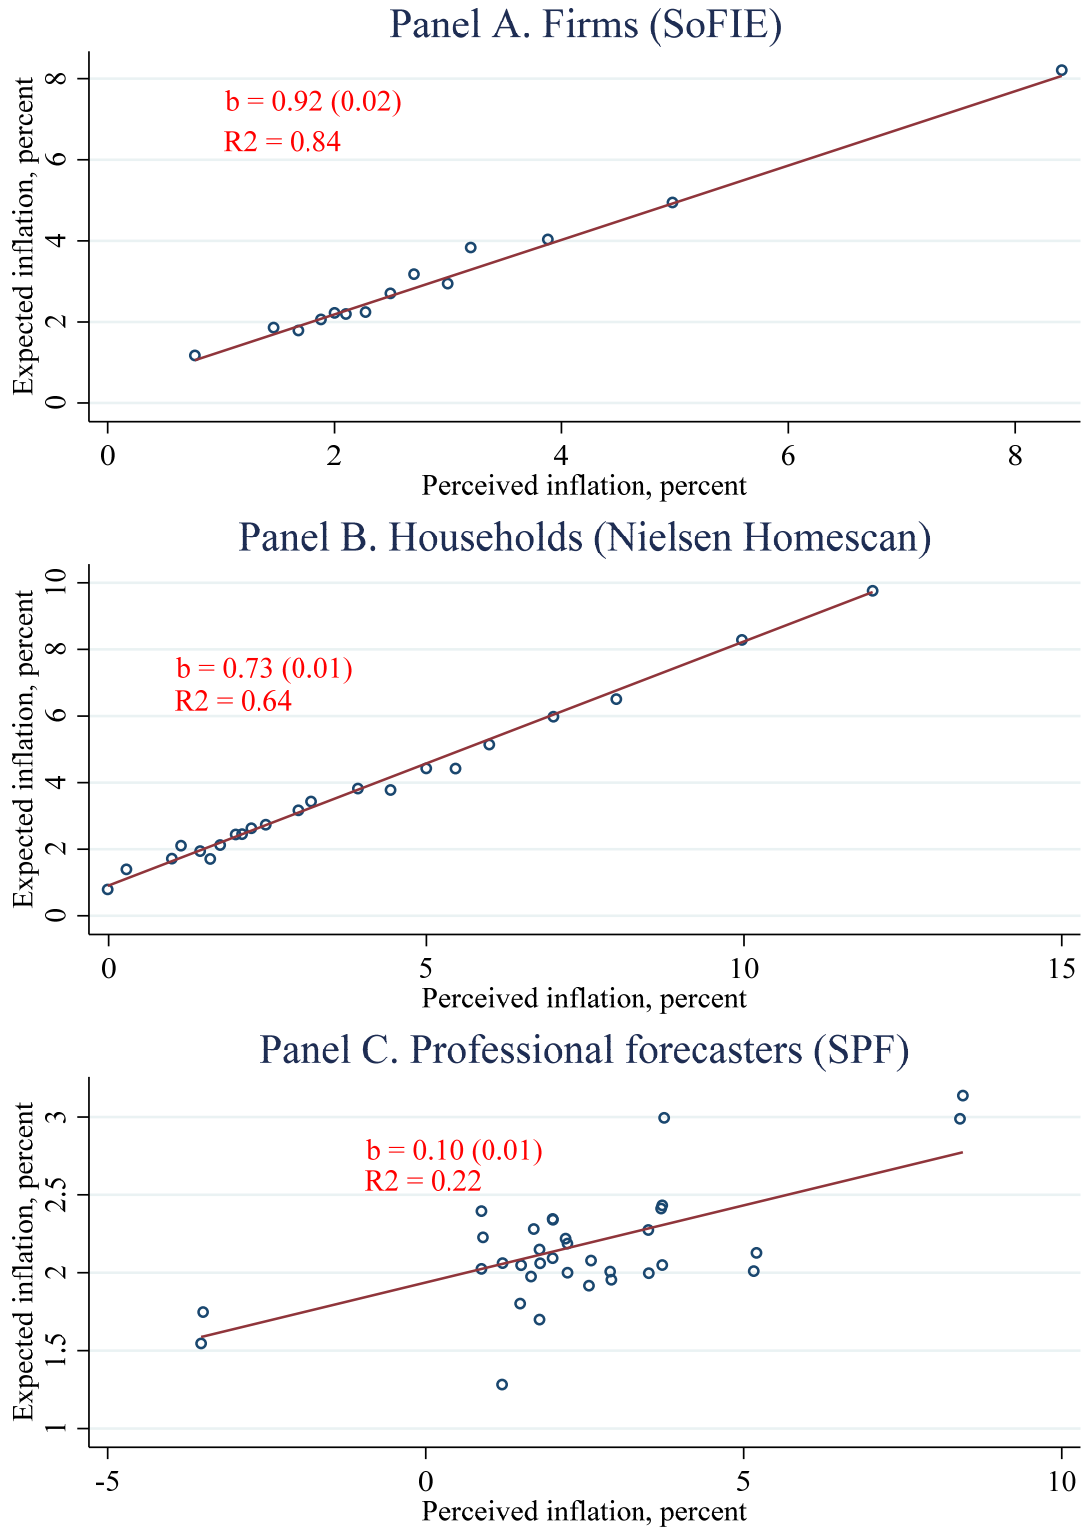 Panel A. Firms (SoFIE)
Expected inflation, percent
8
6
4
2
0
b = 0.92 (0.02)
R2 = 0.84
0 2 4 6 8
Perceived inflation, percent
Panel B. Households (Nielsen Homescan)
Expected inflation, percent
10
8
6
4
2
0
b = 0.73 (0.01)
R2 = 0.64
0 5 10 15
Perceived inflation, percent
Panel C. Professional forecasters (SPF)
Expected inflation, percent
3
2.5
2
1.5
1
b = 0.10 (0.01)
R2 = 0.22
-5 0 5 10
Perceived inflation, percent